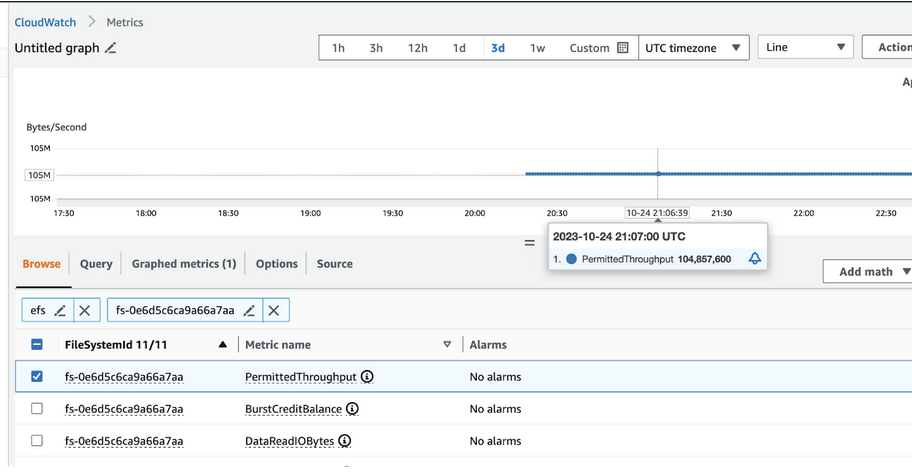 CloudWatch > Metrics
Untitled graph
1h 3h 12h 1d 3d 1w Custom UTC timezone Line Action
Ap
Bytes/Second
105M
105M
105M
17:30 18:00 18:30 19:00 19:30 20:00 20:30 10-24 21:06:39 21:30 22:00 22:30
2023-10-24 21:07:00 UTC
1. PermittedThroughput 104,857,600
Browse Query Graphed metrics (1) Options Source
Add math
efs fs-0e6d5c6ca9a66a7aa
FileSystemId 11/11 Metric name Alarms
fs-0e6d5c6ca9a66a7aa PermittedThroughput No alarms
fs-0e6d5c6ca9a66a7aa BurstCreditBalance No alarms
fs-0e6d5c6ca9a66a7aa DataReadIOBytes No alarms